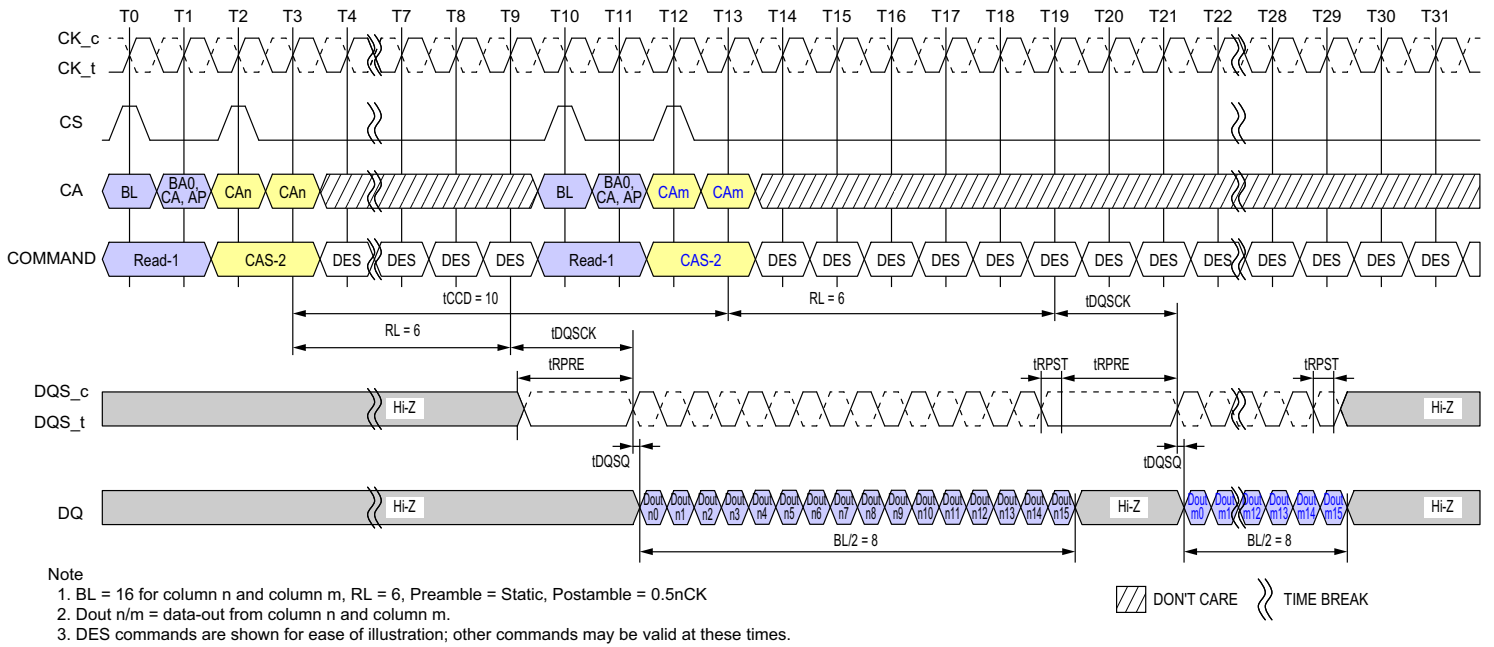 T0 T1 T2 T3 T4 T7 T8 T9 T10 T11 T12 T13 T14 T15 T16 T17 T18 T19 T20 T21 T22 T28 T29 T30 T31
CK_c
CK_t
CS
CA BL BA0, CA, AP CAn CAn BL BA0, CA, AP CAm CAm
COMMAND Read-1 CAS-2 DES DES DES DES Read-1 CAS-2 DES DES DES DES DES DES DES DES DES DES DES DES DES
tCCD = 10 RL = 6 tDQSCK
RL = 6 tDQSCK
tRPRE tRPST tRPRE tRPST
DQS_c
DQS_t
Hi-Z Hi-Z
tDQSQ tDQSQ
DQ Hi-Z Dout n0 Dout n1 Dout n2 Dout n3 Dout n4 Dout n5 Dout n6 Dout n7 Dout n8 Dout n9 Dout n10 Dout n11 Dout n12 Dout n13 Dout n14 Dout n15 Hi-Z Dout m0 Dout m1 Dout m12 Dout m13 Dout m14 Dout m15 Hi-Z
BL/2 = 8 BL/2 = 8
Note
1. BL = 16 for column n and column m, RL = 6, Preamble = Static, Postamble = 0.5nCK
2. Dout n/m = data-out from column n and column m.
3. DES commands are shown for ease of illustration; other commands may be valid at these times.
DON'T CARE TIME BREAK